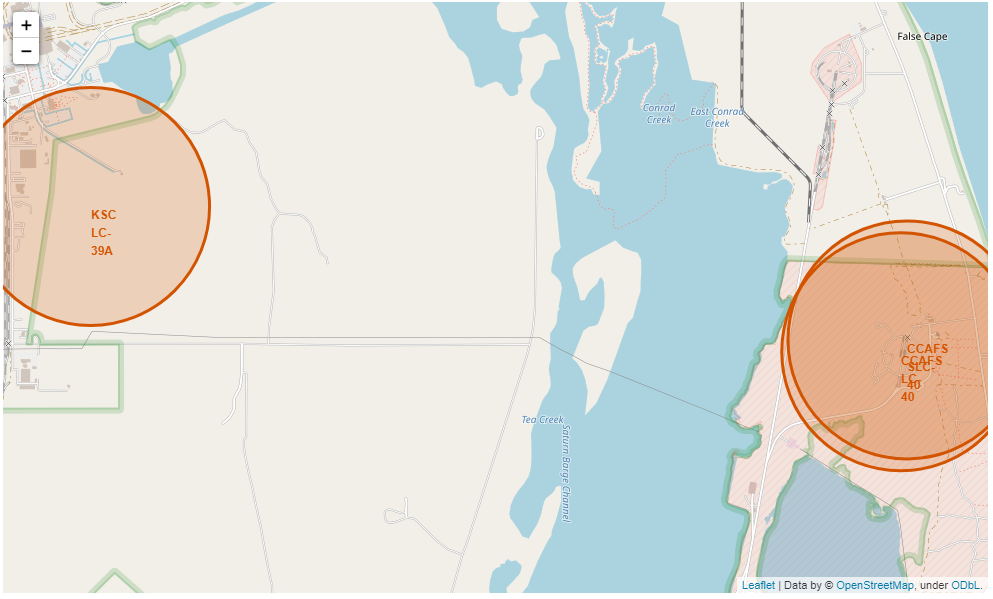 +
−
False Cape
Conrad
Creek
East Conrad
Creek
KSC
LC-
39A
CCAFS
SLC-
40
CCAFS
LC-
40
Tea Creek
Saturn Barge Channel
Leaflet | Data by © OpenStreetMap, under ODbL.